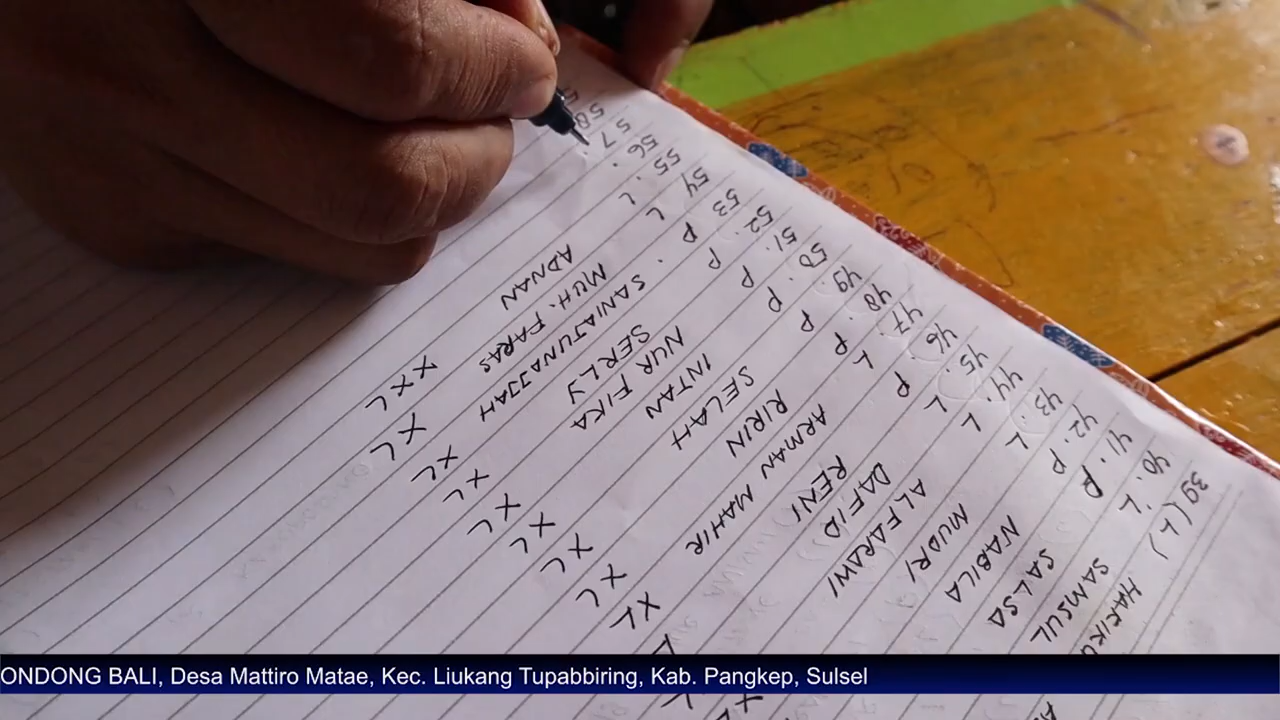 39 (L)
40. L SAMSUL
41. P SALSA
42. P NABILA
43. L MUDRI
44. L ALFARAWI
45. L DAFID
46. P RENI
47. L ARMAN MAHIR XL
48. P RIRIN XL
49. P SELAH XL
50. P INTAN XL
51. P NUR FIKA XL
52. P SERLY XL
53 P SANIATUNAJJAH XL
54 L MUH. FARAS XL
55. L ADNAN XXL
56.
57.
58
ONDONG BALI, Desa Mattiro Matae, Kec. Liukang Tupabbiring, Kab. Pangkep, Sulsel